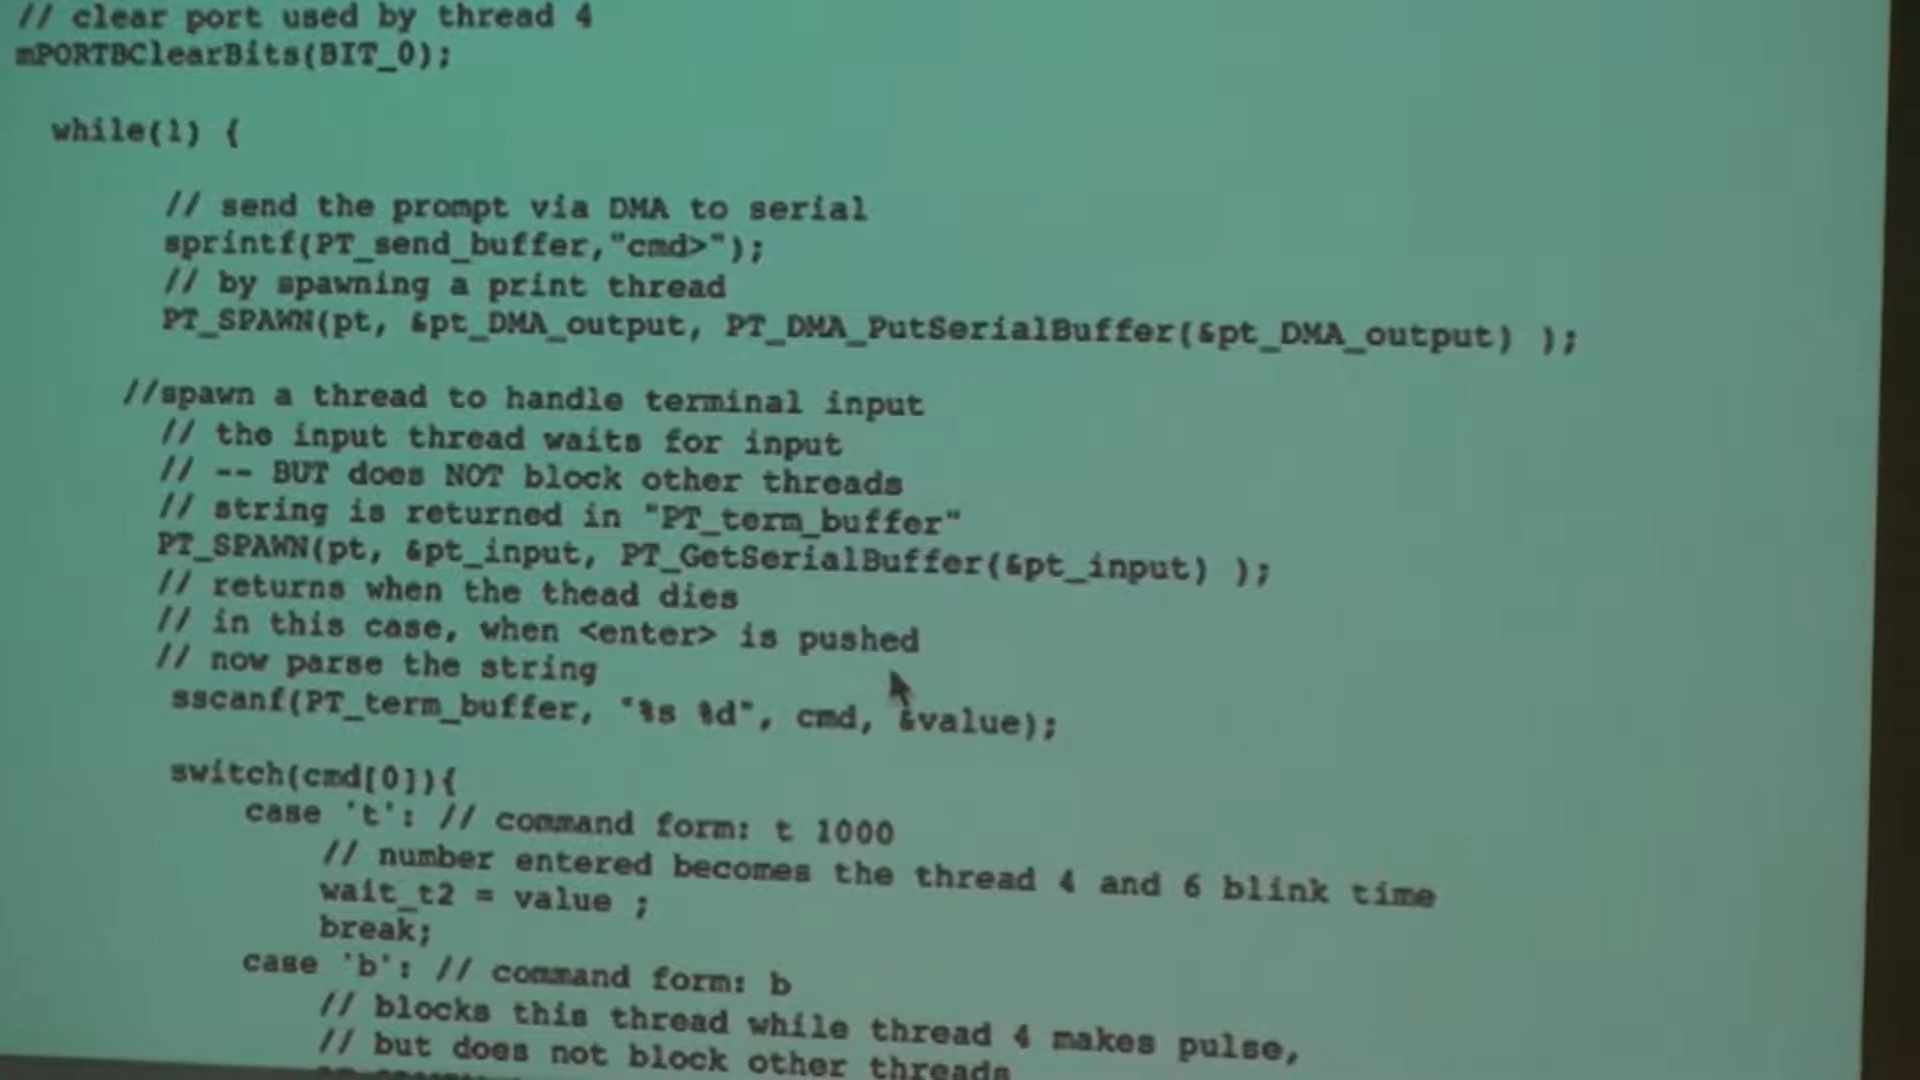 // clear port used by thread 4
mPORTBClearBits(BIT_0);
while(1) {
// send the prompt via DMA to serial
sprintf(PT_send_buffer,"cmd>");
// by spawning a print thread
PT_SPAWN(pt, &pt_DMA_output, PT_DMA_PutSerialBuffer(&pt_DMA_output) );
//spawn a thread to handle terminal input
// the input thread waits for input
// -- BUT does NOT block other threads
// string is returned in "PT_term_buffer"
PT_SPAWN(pt, &pt_input, PT_GetSerialBuffer(&pt_input) );
// returns when the thead dies
// in this case, when <enter> is pushed
// now parse the string
sscanf(PT_term_buffer, "%s %d", cmd, &value);
switch(cmd[0]){
case 't': // command form: t 1000
// number entered becomes the thread 4 and 6 blink time
wait_t2 = value ;
break;
case 'b': // command form: b
// blocks this thread while thread 4 makes pulse,
// but does not block other threads